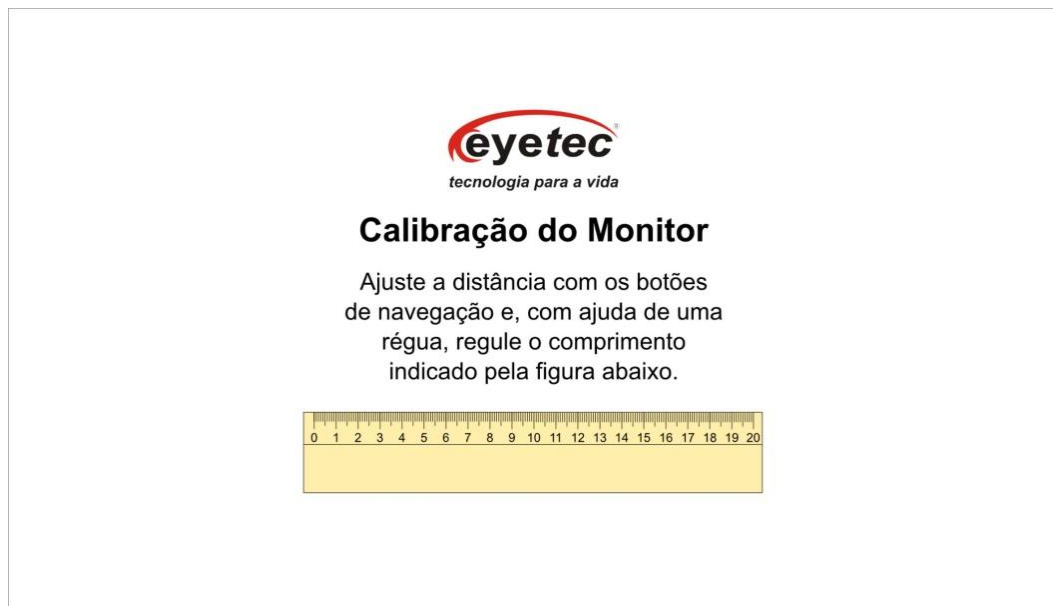 eyetec®
tecnologia para a vida
Calibração do Monitor
Ajuste a distância com os botões
de navegação e, com ajuda de uma
régua, regule o comprimento
indicado pela figura abaixo.
0 1 2 3 4 5 6 7 8 9 10 11 12 13 14 15 16 17 18 19 20